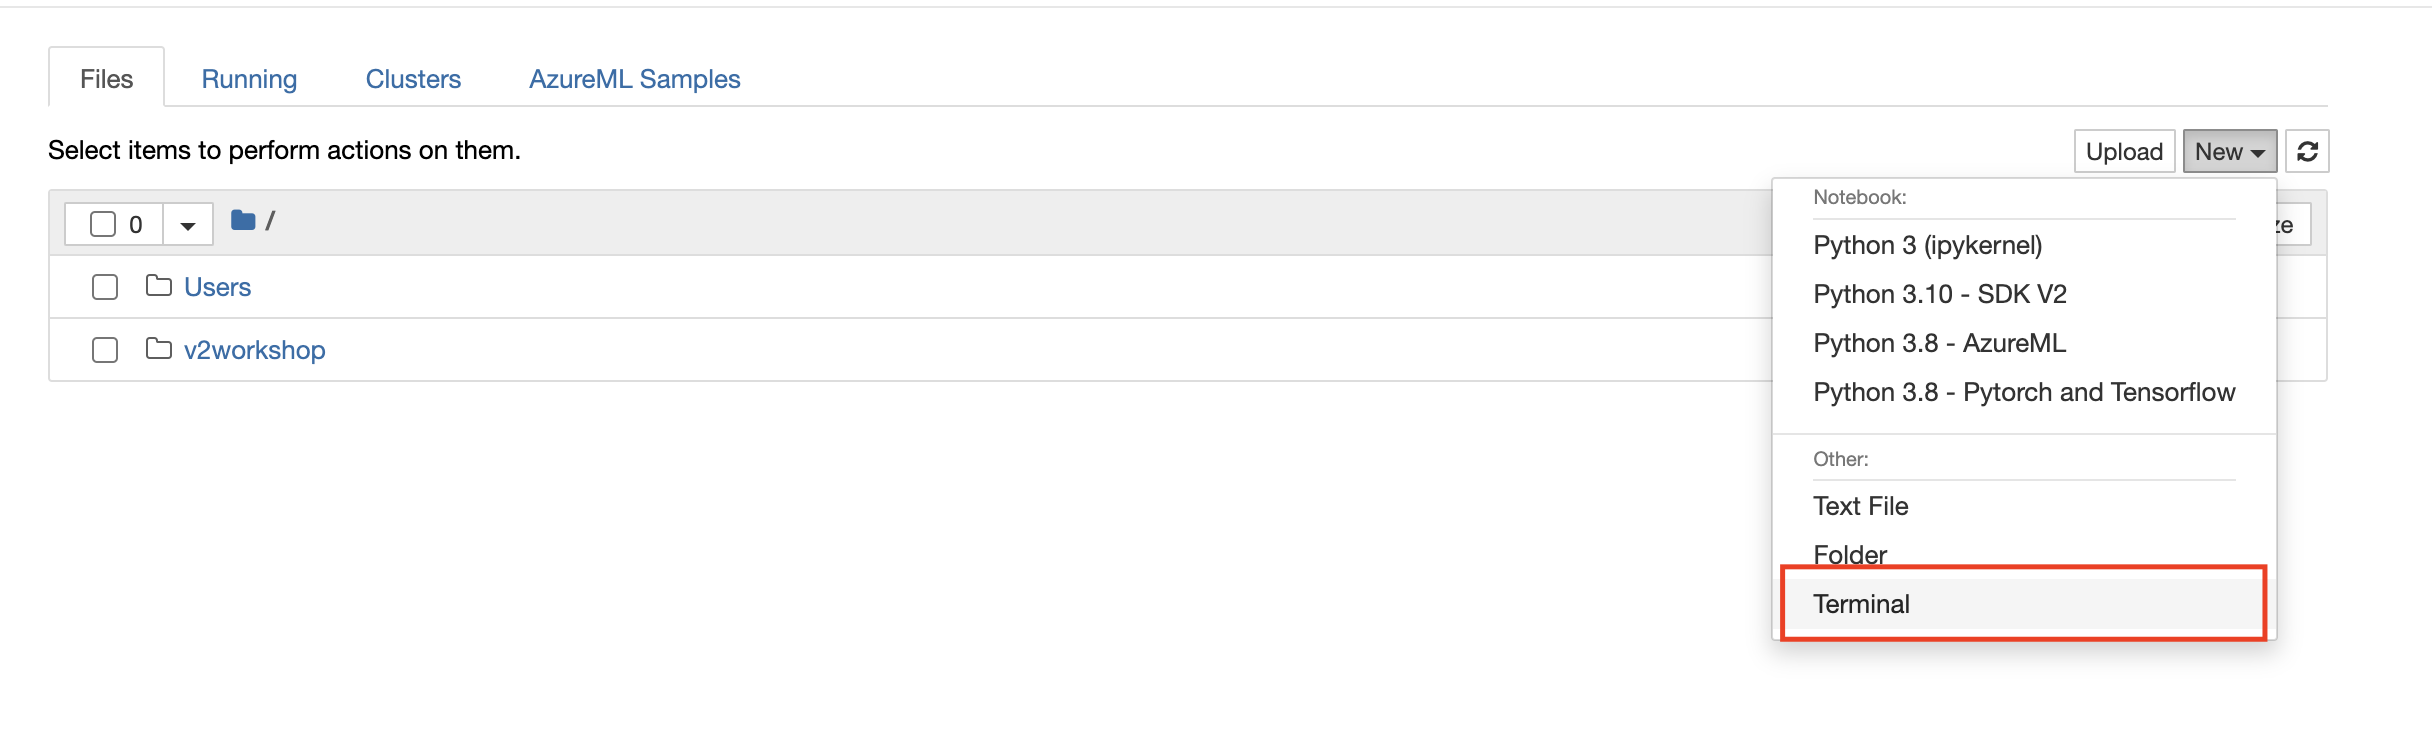 Files Running Clusters AzureML Samples
Select items to perform actions on them.
Upload New
0 /
Users
v2workshop
Notebook:
Python 3 (ipykernel)
Python 3.10 - SDK V2
Python 3.8 - AzureML
Python 3.8 - Pytorch and Tensorflow
Other:
Text File
Folder
Terminal